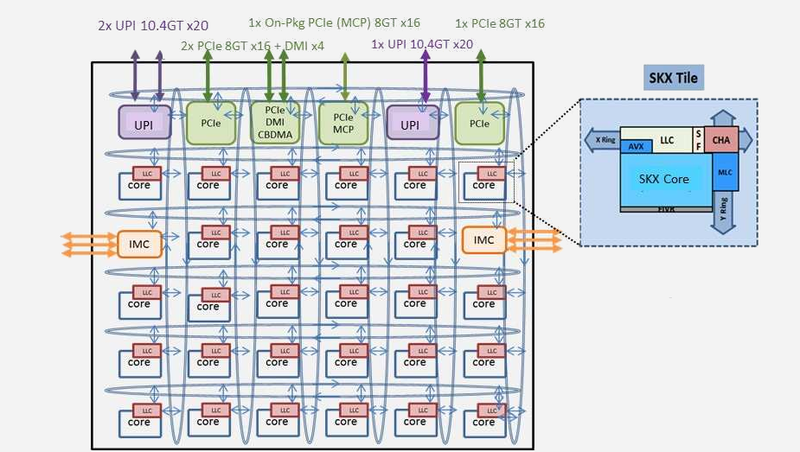 2x UPI 10.4GT x20
1x On-Pkg PCIe (MCP) 8GT x16
1x PCIe 8GT x16
2x PCIe 8GT x16 + DMI x4
1x UPI 10.4GT x20
UPI
PCIe
PCIe
DMI
CBDMA
PCIe
MCP
UPI
PCIe
LLC LLC LLC LLC LLC LLC
core core core core core core
IMC
LLC LLC LLC LLC
core core core core
IMC
LLC LLC LLC LLC LLC LLC
core core core core core core
LLC LLC LLC LLC LLC LLC
core core core core core core
LLC LLC LLC LLC LLC LLC
core core core core core core
SKX Tile
X Ring
LLC
SF
CHA
AVX
SKX Core
MLC
FIVR
Y Ring